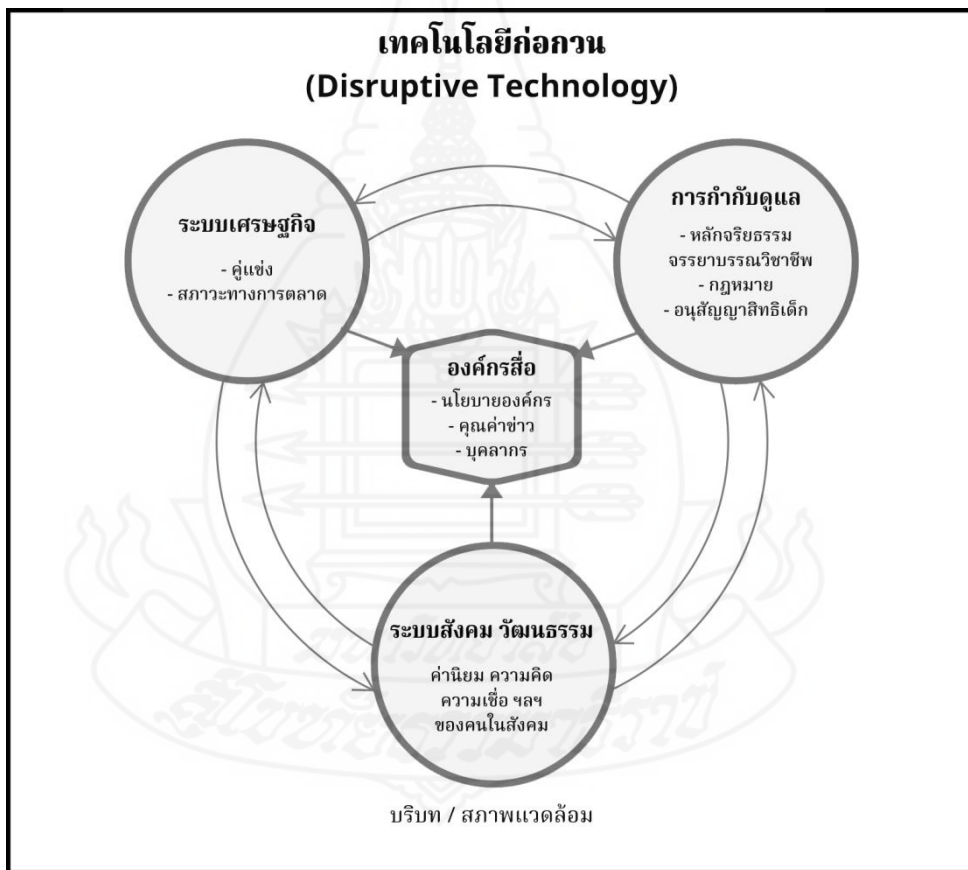 เทคโนโลยีก่อกวน
(Disruptive Technology)
ระบบเศรษฐกิจ
- คู่แข่ง
- สภาวะทางการตลาด
การกำกับดูแล
- หลักจริยธรรม
จรรยาบรรณวิชาชีพ
- กฎหมาย
- อนุสัญญาสิทธิเด็ก
องค์กรสื่อ
- นโยบายองค์กร
- คุณค่าข่าว
- บุคลากร
ระบบสังคม วัฒนธรรม
ค่านิยม ความคิด
ความเชื่อ ฯลฯ
ของคนในสังคม
บริบท / สภาพแวดล้อม